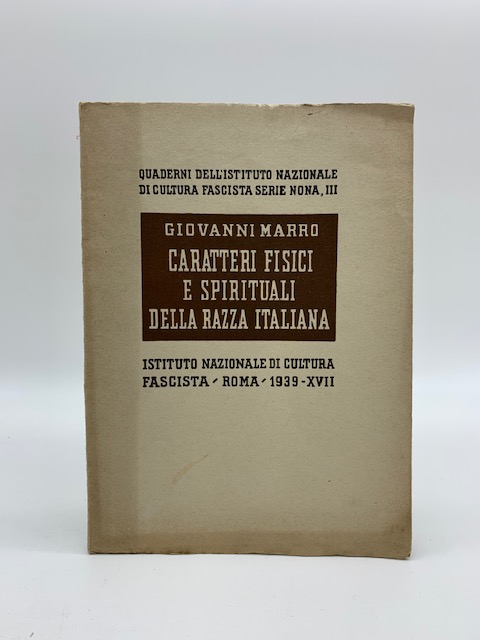 QUADERNI DELL'ISTITUTO NAZIONALE
DI CULTURA FASCISTA SERIE NONA, III
GIOVANNI MARRO
CARATTERI FISICI
E SPIRITUALI
DELLA RAZZA ITALIANA
ISTITUTO NAZIONALE DI CULTURA
FASCISTA - ROMA - 1939-XVII